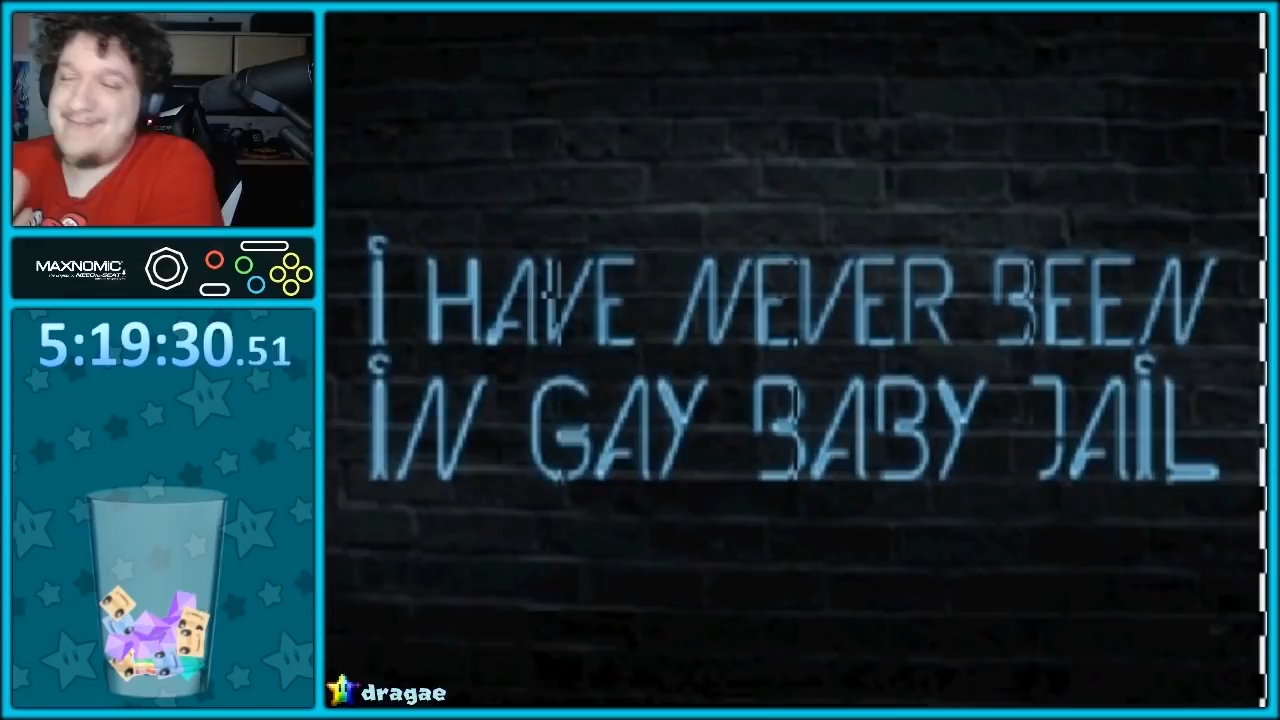 MAXNOMIC
5:19:30.51
I HAVE NEVER BEEN
IN GAY BABY JAIL
dragae